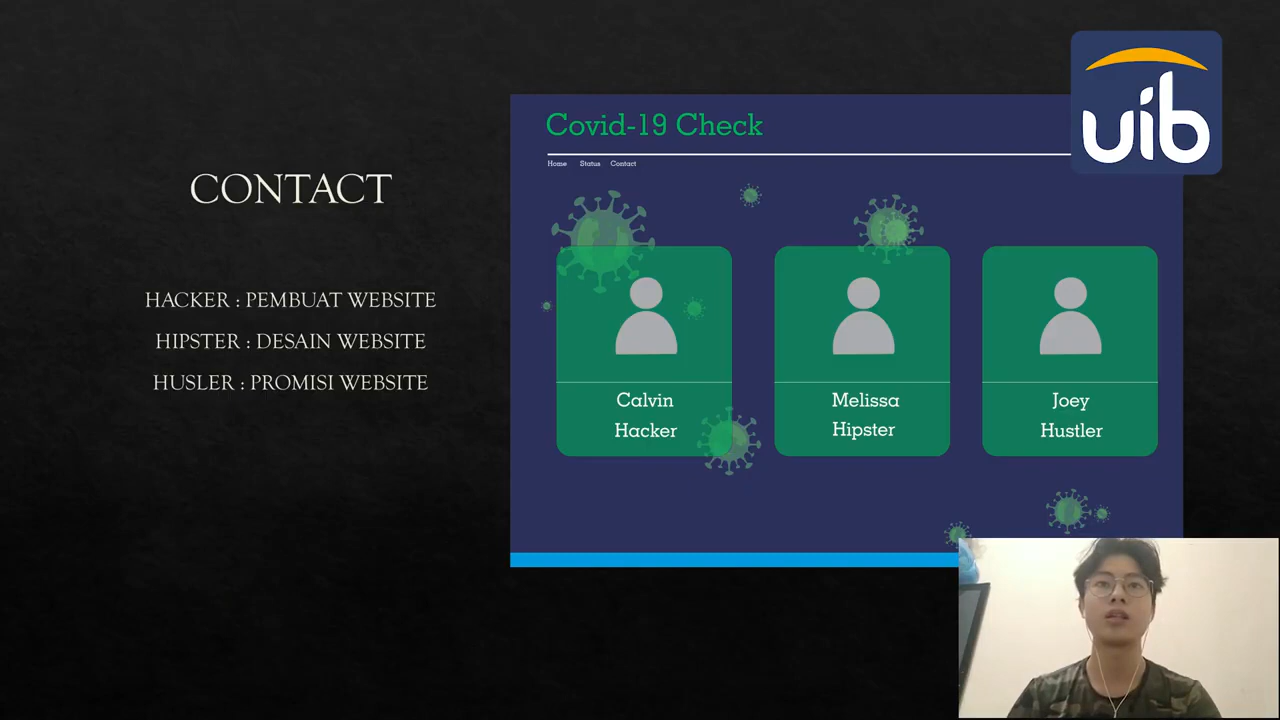 CONTACT
HACKER : PEMBUAT WEBSITE
HIPSTER : DESAIN WEBSITE
HUSLER : PROMISI WEBSITE
Covid-19 Check
Home Status Contact
Calvin
Hacker
Melissa
Hipster
Joey
Hustler
uib